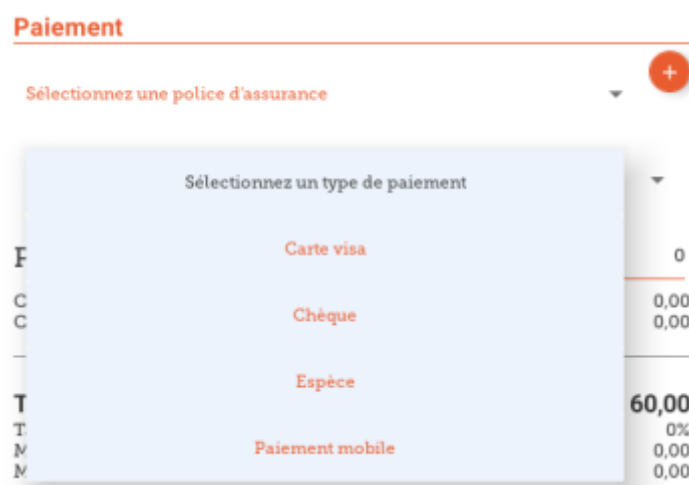 Paiement
+
Sélectionnez une police d'assurance
Sélectionnez un type de paiement
Carte visa
0
Chèque
0,00
0,00
Espèce
60,00
0%
Paiement mobile
0,00
0,00